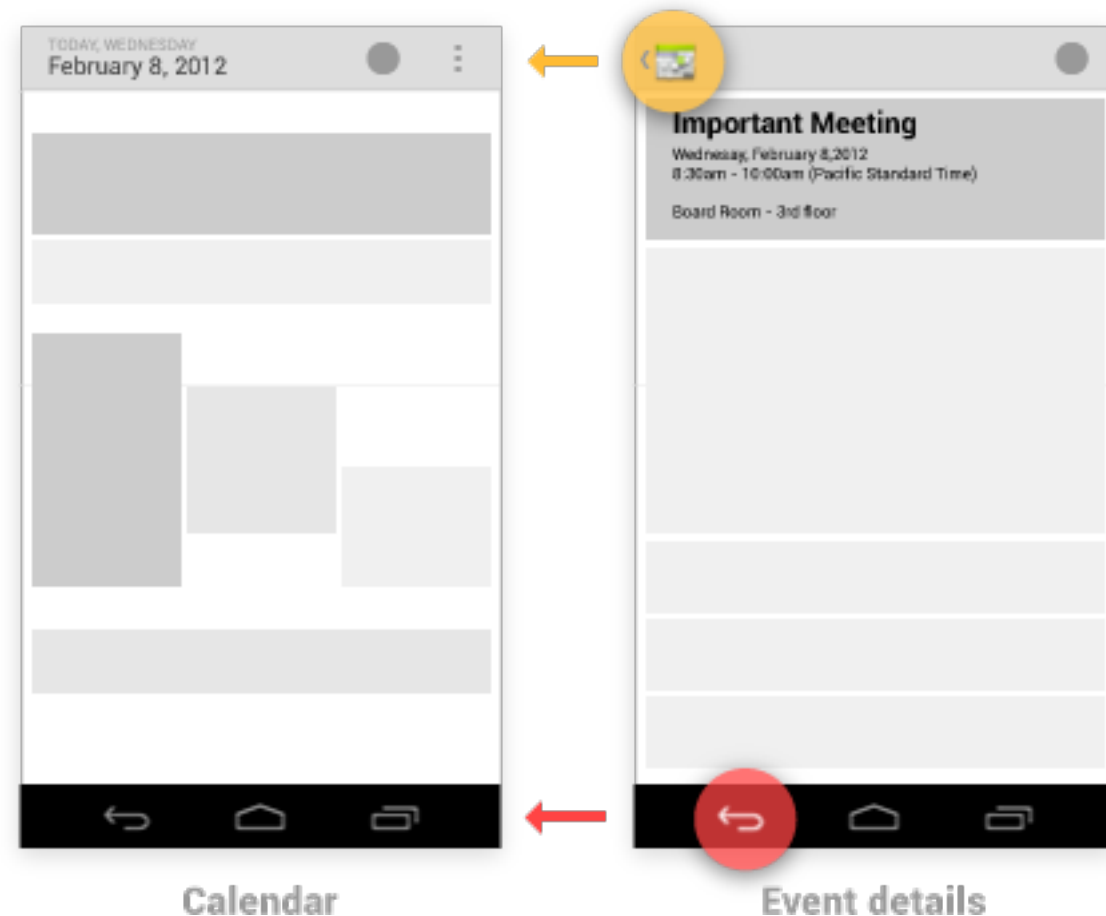 TODAY, WEDNESDAY
February 8, 2012
Important Meeting
Wednesay, February 8,2012
8:30am - 10:00am (Pacific Standard Time)
Board Room - 3rd floor
Calendar
Event details